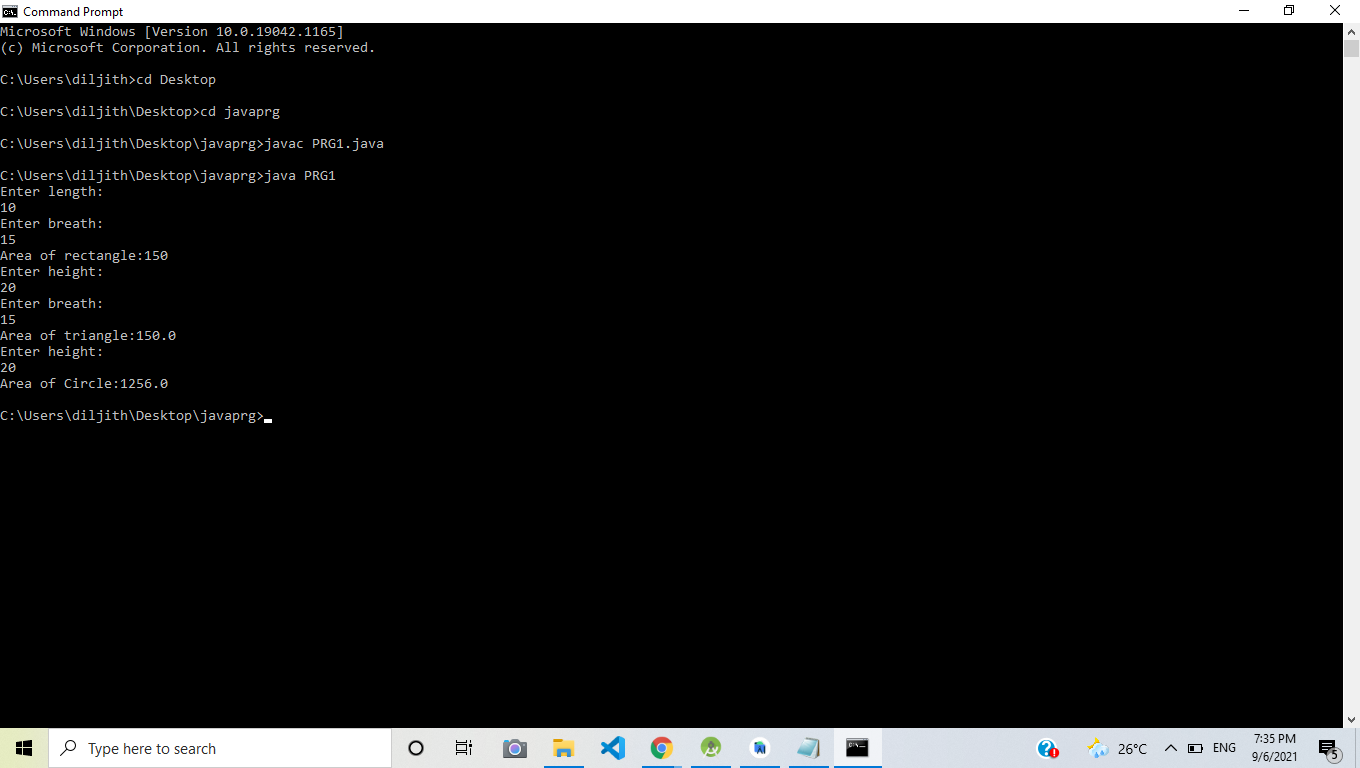 Command Prompt
Microsoft Windows [Version 10.0.19042.1165]
(c) Microsoft Corporation. All rights reserved.
C:\Users\diljith>cd Desktop
C:\Users\diljith\Desktop>cd javaprg
C:\Users\diljith\Desktop\javaprg>javac PRG1.java
C:\Users\diljith\Desktop\javaprg>java PRG1
Enter length:
10
Enter breath:
15
Area of rectangle:150
Enter height:
20
Enter breath:
15
Area of triangle:150.0
Enter height:
20
Area of Circle:1256.0
C:\Users\diljith\Desktop\javaprg>
Type here to search
26°C
ENG
7:35 PM
9/6/2021
5